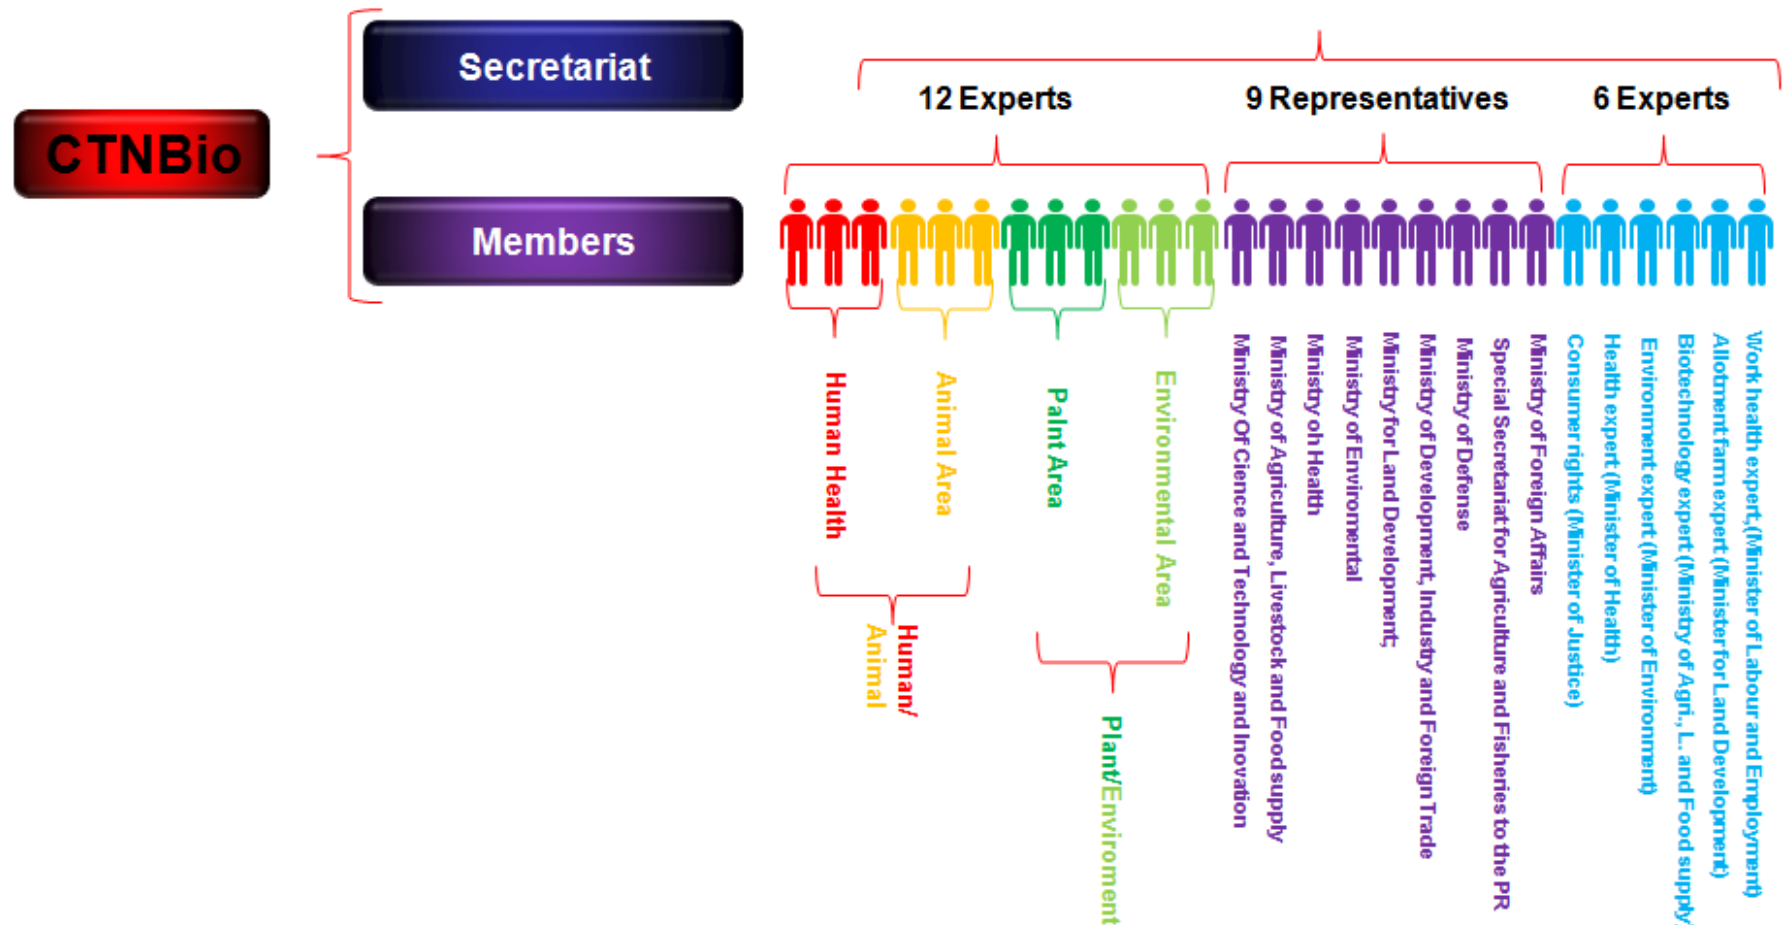 Secretariat
CTNBio
Members
12 Experts
9 Representatives
6 Experts
Human Health
Animal Area
Palnt Area
Environmental Area
Human/
Animal
Plant/Enviroment
Ministry Of Cience and Technology and Inovation
Ministry of Agriculture, Livestock and Food supply
Ministry oh Health
Ministry of Enviromental
Ministry for Land Development;
Ministry of Development, Industry and Foreign Trade
Ministry of Defense
Special Secretariat for Agriculture and Fisheries to the PR
Ministry of Foreign Affairs
Consumer rights (Minister of Justice)
Health expert (Minister of Health)
Environment expert (Minister of Environment)
Biotechnology expert (Ministry of Agri., L. and Food supply)
Allotment farm expert (Minister for Land Development)
Work health expert, (Minister of Labour and Employment)